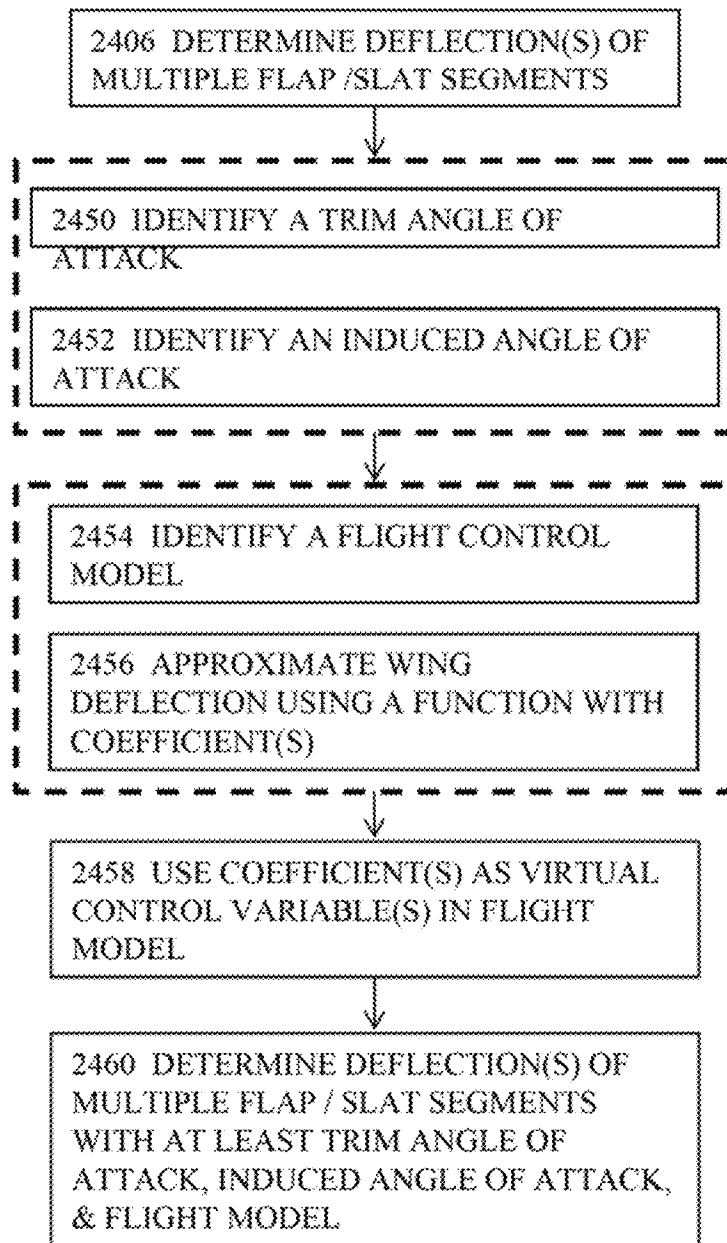 2406 DETERMINE DEFLECTION(S) OF
MULTIPLE FLAP /SLAT SEGMENTS
2450 IDENTIFY A TRIM ANGLE OF
ATTACK
2452 IDENTIFY AN INDUCED ANGLE OF
ATTACK
2454 IDENTIFY A FLIGHT CONTROL
MODEL
2456 APPROXIMATE WING
DEFLECTION USING A FUNCTION WITH
COEFFICIENT(S)
2458 USE COEFFICIENT(S) AS VIRTUAL
CONTROL VARIABLE(S) IN FLIGHT
MODEL
2460 DETERMINE DEFLECTION(S) OF
MULTIPLE FLAP / SLAT SEGMENTS
WITH AT LEAST TRIM ANGLE OF
ATTACK, INDUCED ANGLE OF ATTACK,
& FLIGHT MODEL